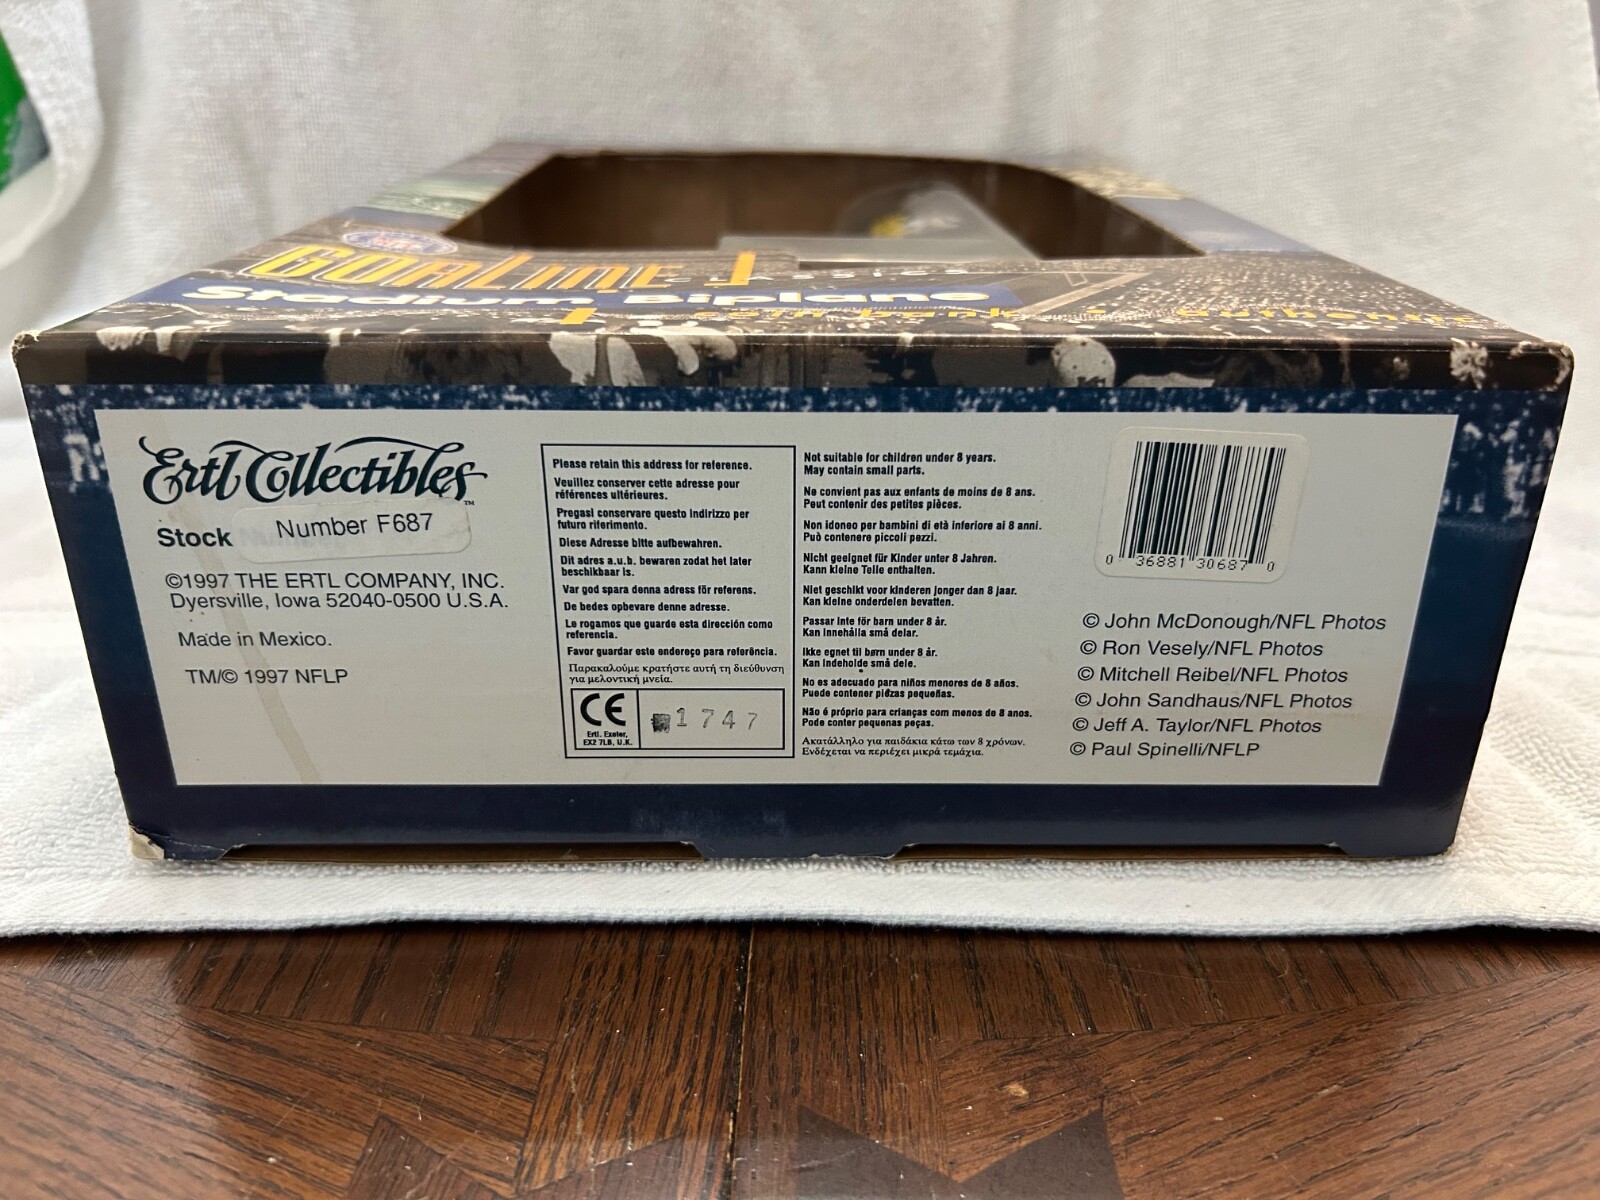 NFL
GOALLINE CLASSICS
Stadium Biplane
coin bank • authentic
Ertl Collectibles™
Stock Number F687
©1997 THE ERTL COMPANY, INC.
Dyersville, Iowa 52040-0500 U.S.A.
Made in Mexico.
TM/© 1997 NFLP
Please retain this address for reference.
Veuillez conserver cette adresse pour
références ultérieures.
Pregasi conservare questo indirizzo per
futuro riferimento.
Diese Adresse bitte aufbewahren.
Dit adres a.u.b. bewaren zodat het later
beschikbaar is.
Var god spara denna adress för referens.
De bedes opbevare denne adresse.
Le rogamos que guarde esta dirección como
referencia.
Favor guardar este endereço para referência.
Παρακαλούμε κρατήστε αυτή τη διεύθυνση
για μελοντική μνεία.
CE
Ertl, Exeter,
EX2 7LB, U.K.
1747
Not suitable for children under 8 years.
May contain small parts.
Ne convient pas aux enfants de moins de 8 ans.
Peut contenir des petites pièces.
Non idoneo per bambini di età inferiore ai 8 anni.
Può contenere piccoli pezzi.
Nicht geeignet für Kinder unter 8 Jahren.
Kann kleine Teile enthalten.
Niet geschikt voor kinderen jonger dan 8 jaar.
Kan kleine onderdelen bevatten.
Passar inte för barn under 8 år.
Kan innehålla små delar.
Ikke egnet til børn under 8 år.
Kan indeholde små dele.
No es adecuado para niños menores de 8 años.
Puede contener piezas pequeñas.
Não é próprio para crianças com menos de 8 anos.
Pode conter pequenas peças.
Ακατάλληλο για παιδάκια κάτω των 8 χρόνων.
Ενδέχεται να περιέχει μικρά τεμάχια.
0 36881 30687 0
© John McDonough/NFL Photos
© Ron Vesely/NFL Photos
© Mitchell Reibel/NFL Photos
© John Sandhaus/NFL Photos
© Jeff A. Taylor/NFL Photos
© Paul Spinelli/NFLP